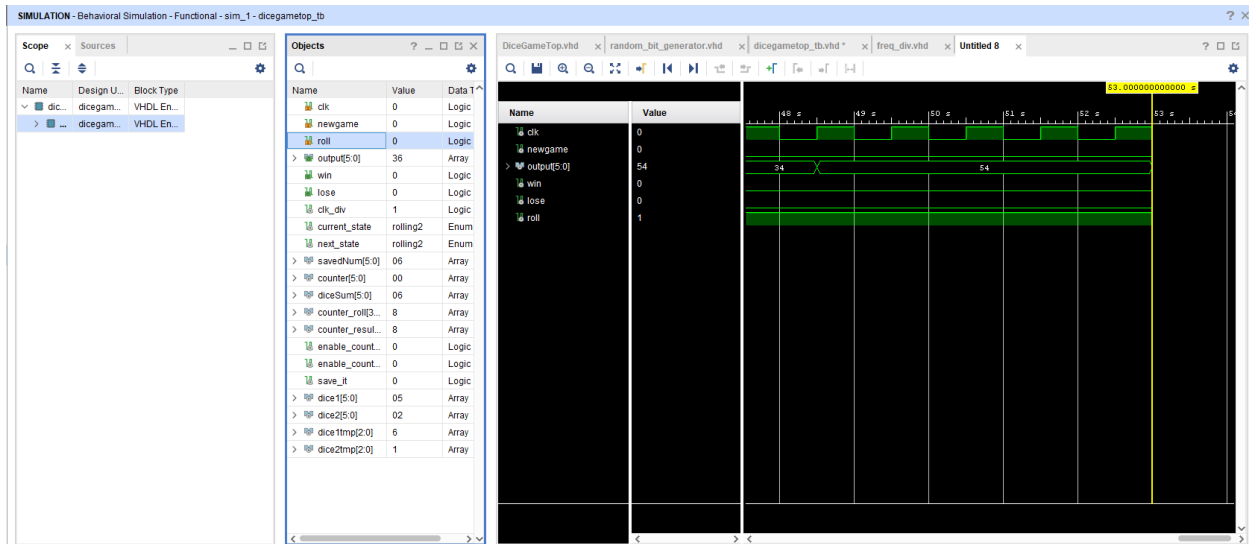 SIMULATION - Behavioral Simulation - Functional - sim_1 - dicegametop_tb
Scope Sources
Name Design U... Block Type
dic... dicegam... VHDL En...
... dicegam... VHDL En...
Objects
Name Value Data T
clk 0 Logic
newgame 0 Logic
roll 0 Logic
output[5:0] 36 Array
win 0 Logic
lose 0 Logic
clk_div 1 Logic
current_state rolling2 Enum
next_state rolling2 Enum
savedNum[5:0] 06 Array
counter[5:0] 00 Array
diceSum[5:0] 06 Array
counter_roll[3... 8 Array
counter_resul... 8 Array
enable_count... 0 Logic
enable_count... 0 Logic
save_it 0 Logic
dice1[5:0] 05 Array
dice2[5:0] 02 Array
dice1tmp[2:0] 6 Array
dice2tmp[2:0] 1 Array
DiceGameTop.vhd random_bit_generator.vhd dicegametop_tb.vhd * freq_div.vhd Untitled 8
53.000000000000 s
Name Value
48 s 49 s 50 s 51 s 52 s 53 s
clk 0
newgame 0
output[5:0] 54 34 54
win 0
lose 0
roll 1